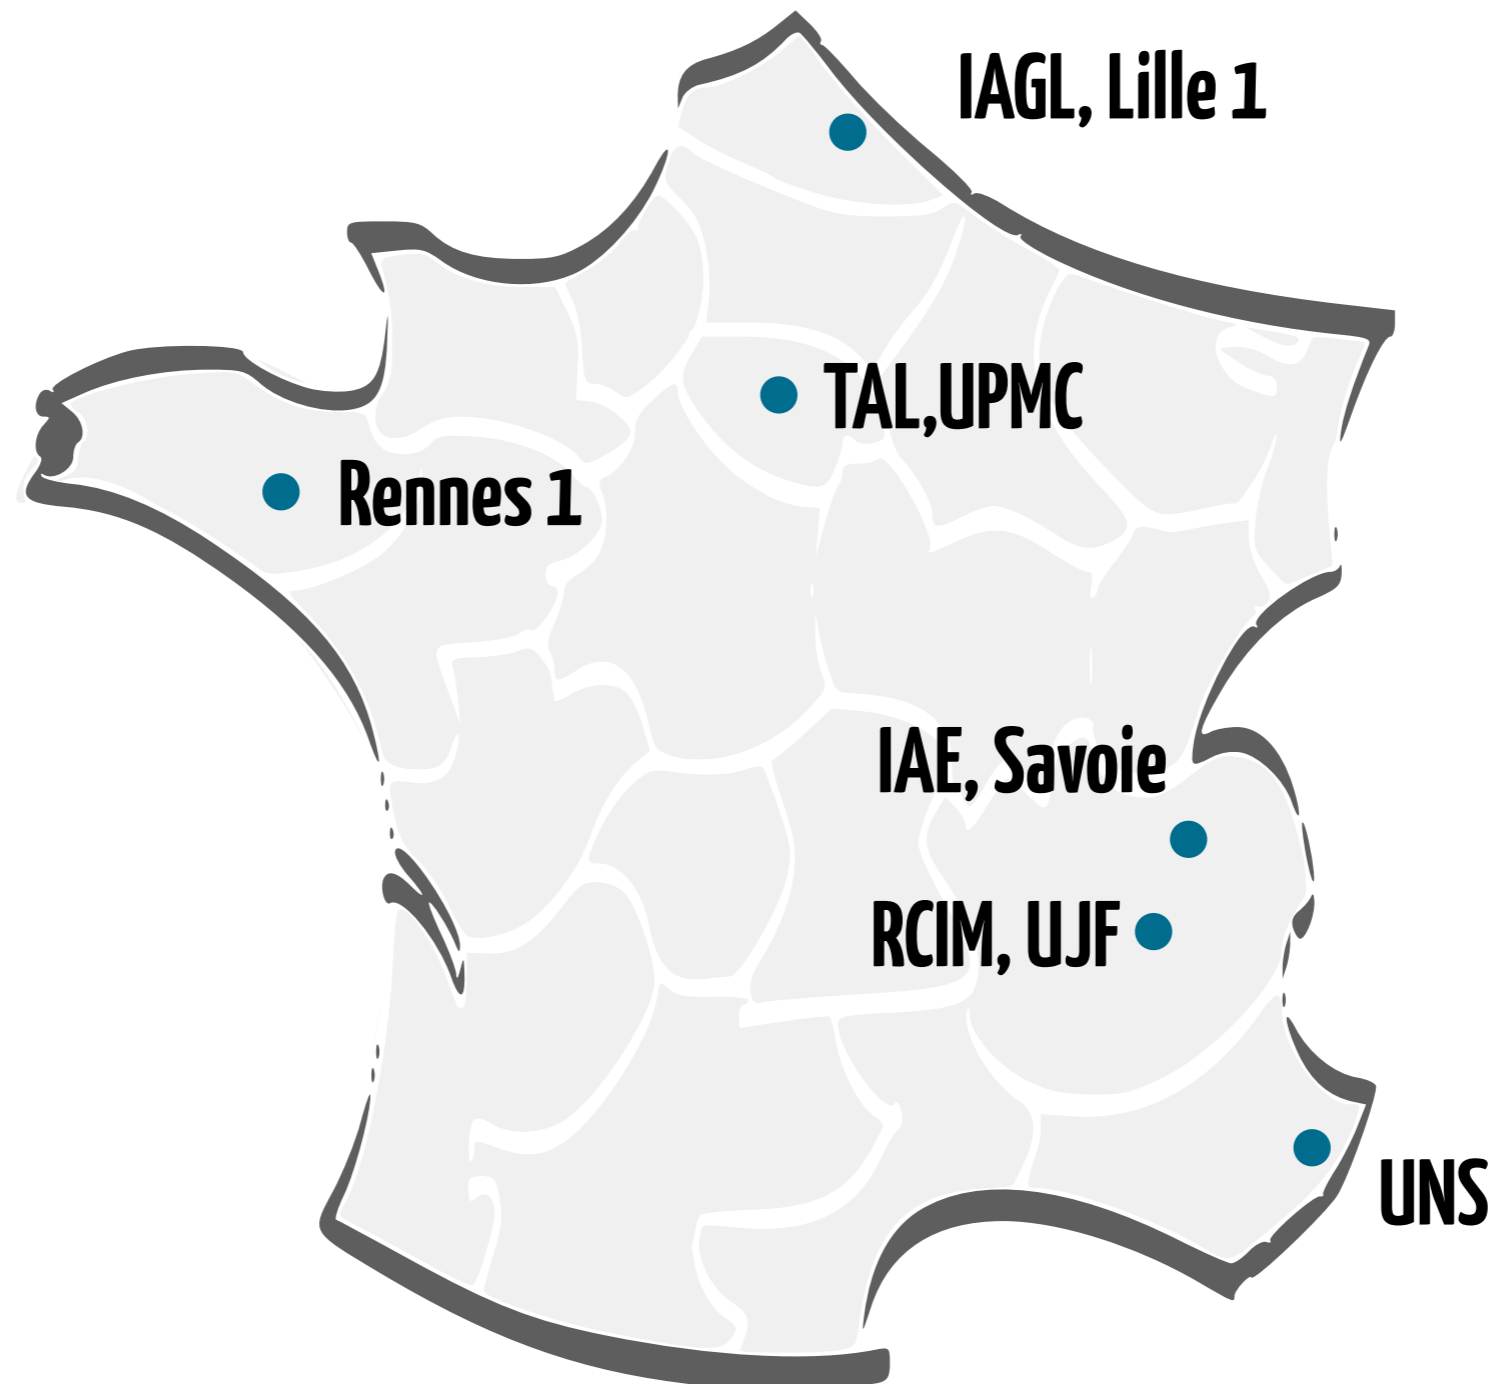 IAGL, Lille 1
TAL,UPMC
Rennes 1
IAE, Savoie
RCIM, UJF
UNS